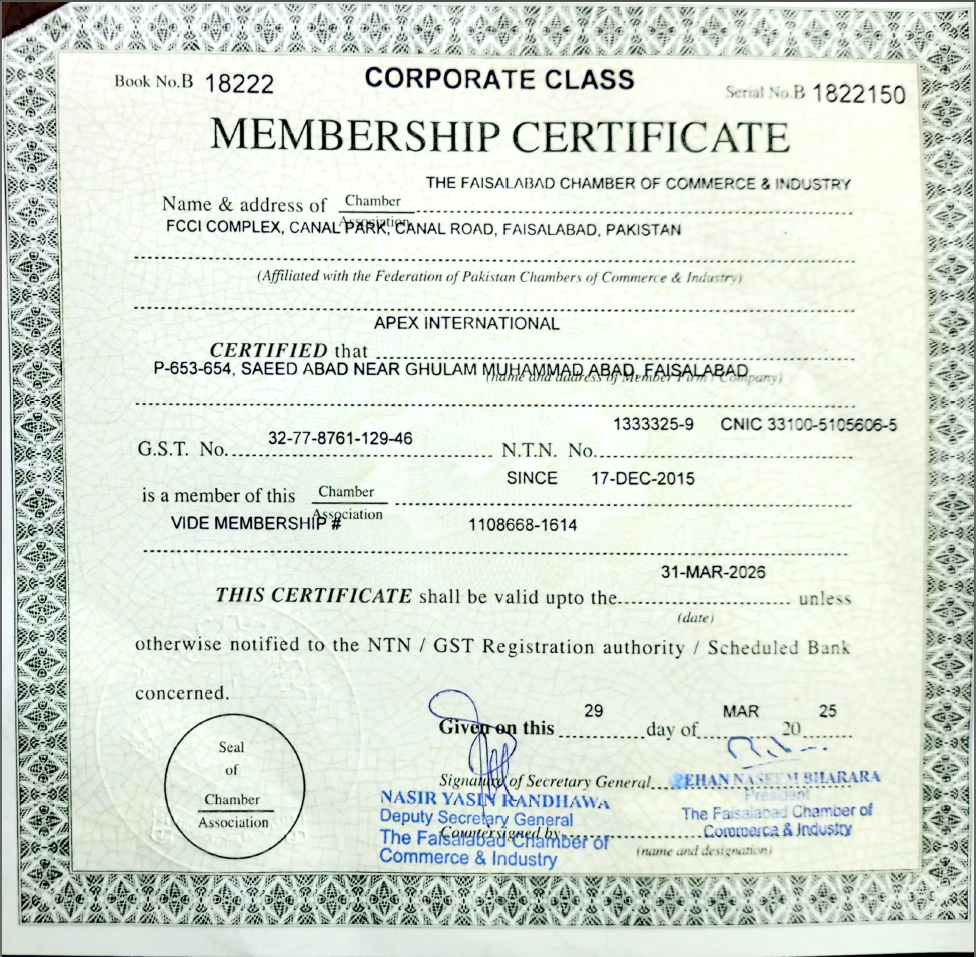 Book No.B 18222
CORPORATE CLASS
Serial No.B 1822150
MEMBERSHIP CERTIFICATE
THE FAISALABAD CHAMBER OF COMMERCE & INDUSTRY
Name & address of Chamber
Association
FCCI COMPLEX, CANAL PARK, CANAL ROAD, FAISALABAD, PAKISTAN
(Affiliated with the Federation of Pakistan Chambers of Commerce & Industry)
APEX INTERNATIONAL
CERTIFIED that
P-653-654, SAEED ABAD NEAR GHULAM MUHAMMAD ABAD, FAISALABAD
(name and address of Member Firm / Company)
1333325-9 CNIC 33100-5105606-5
G.S.T. No. 32-77-8761-129-46 N.T.N. No.
SINCE 17-DEC-2015
is a member of this Chamber
Association
VIDE MEMBERSHIP # 1108668-1614
31-MAR-2026
THIS CERTIFICATE shall be valid upto the unless
(date)
otherwise notified to the NTN / GST Registration authority / Scheduled Bank
concerned.
29 MAR 25
Given on this day of 20
Seal
of
Chamber
Association
Signature of Secretary General
REHAN NASEEM BHARARA
President
The Faisalabad Chamber of
Commerce & Industry
NASIR YASIN RANDHAWA
Deputy Secretary General
Countersigned by
The Faisalabad Chamber of
Commerce & Industry
(name and designation)